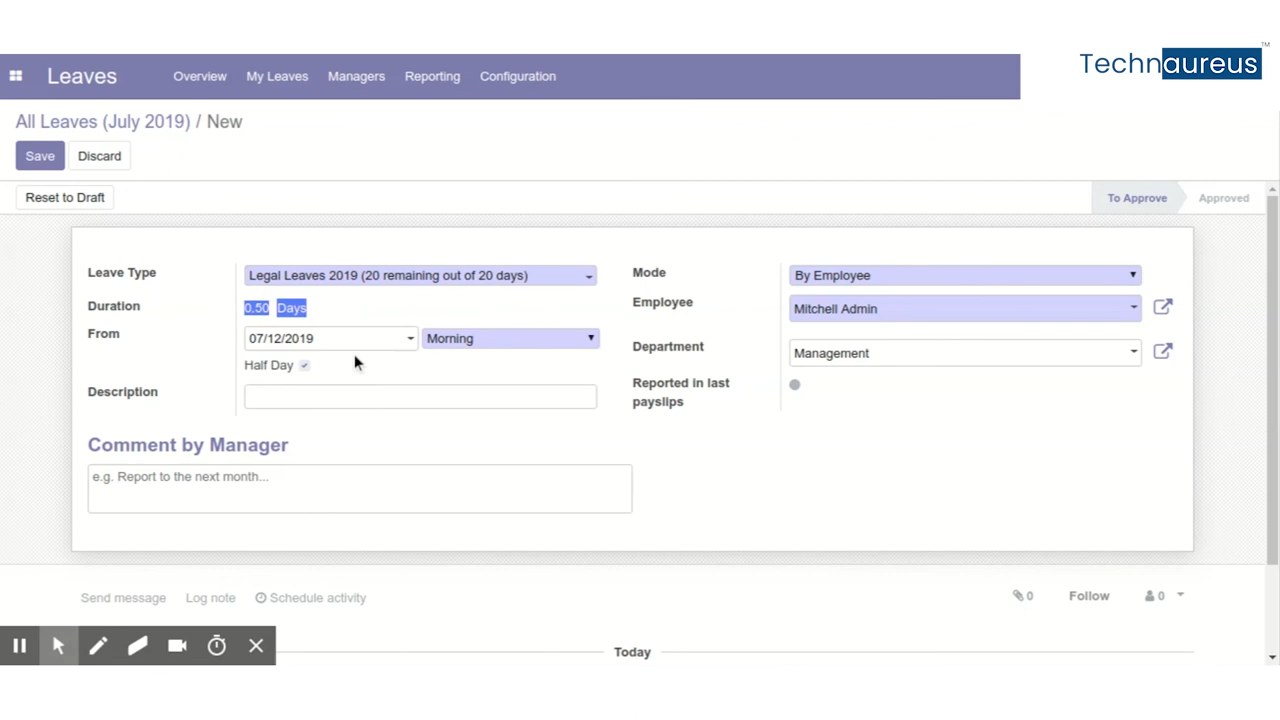 Technaureus
TM
Leaves Overview My Leaves Managers Reporting Configuration
All Leaves (July 2019) / New
Save Discard
Reset to Draft To Approve Approved
Leave Type Legal Leaves 2019 (20 remaining out of 20 days)
Duration 0.50 Days
From 07/12/2019 Morning
Half Day
Description
Mode By Employee
Employee Mitchell Admin
Department Management
Reported in last
payslips
Comment by Manager
e.g. Report to the next month...
Send message Log note Schedule activity 0 Follow 0
Today